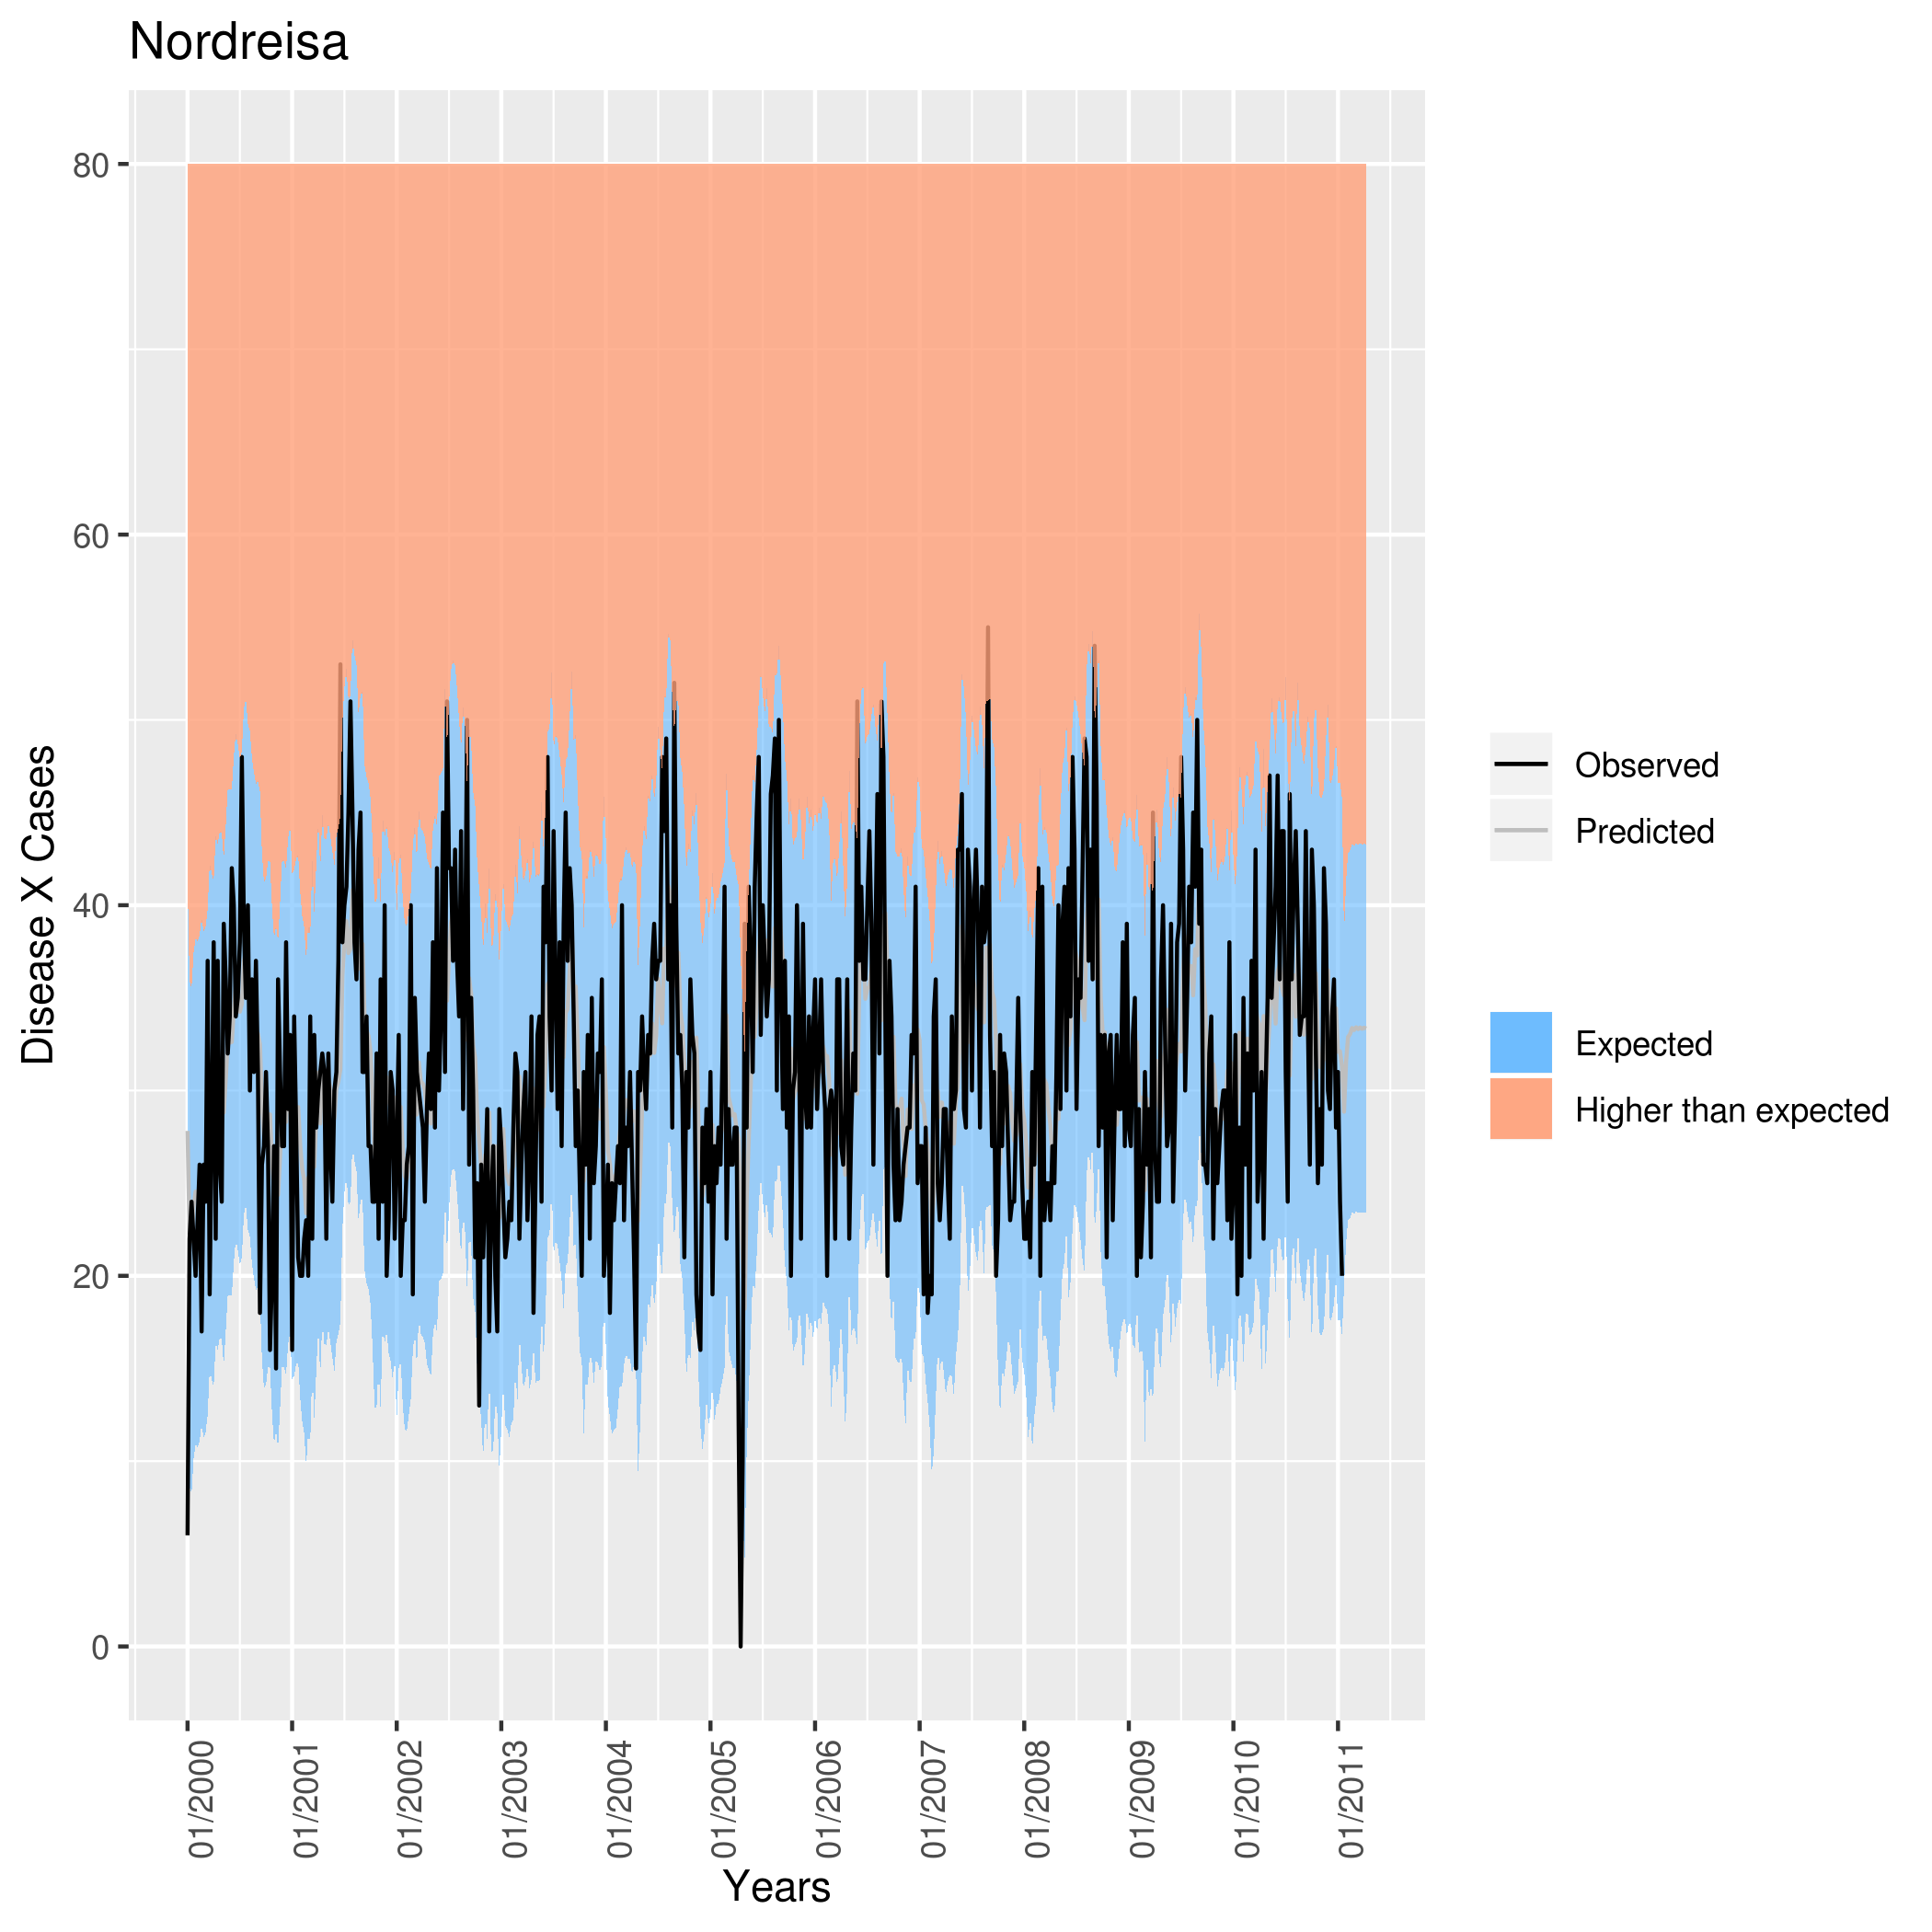 Nordreisa
Disease X Cases
80
60
40
20
0
01/2000
01/2001
01/2002
01/2003
01/2004
01/2005
01/2006
01/2007
01/2008
01/2009
01/2010
01/2011
Years
Observed
Predicted
Expected
Higher than expected